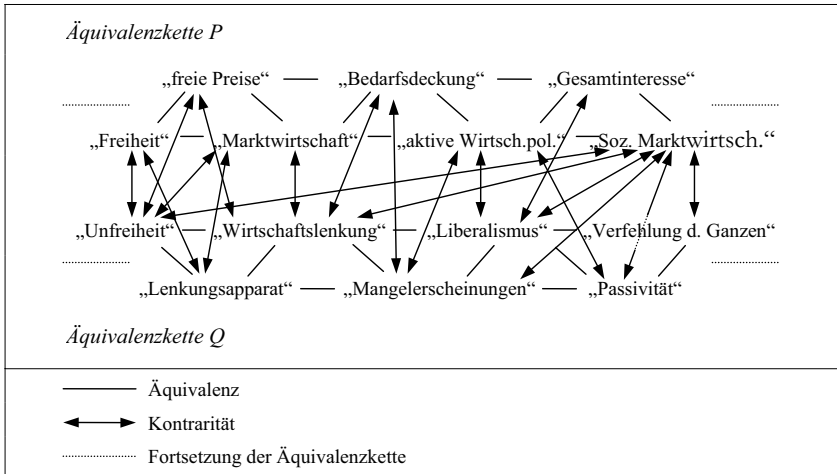 Äquivalenzkette P
„freie Preise“ „Bedarfsdeckung“ „Gesamtinteresse“
„Freiheit“ „Marktwirtschaft“ „aktive Wirtsch.pol.“ „Soz. Marktwirtsch.“
„Unfreiheit“ „Wirtschaftslenkung“ „Liberalismus“ „Verfehlung d. Ganzen“
„Lenkungsapparat“ „Mangelerscheinungen“ „Passivität“
Äquivalenzkette Q
Äquivalenz
Kontrarität
Fortsetzung der Äquivalenzkette